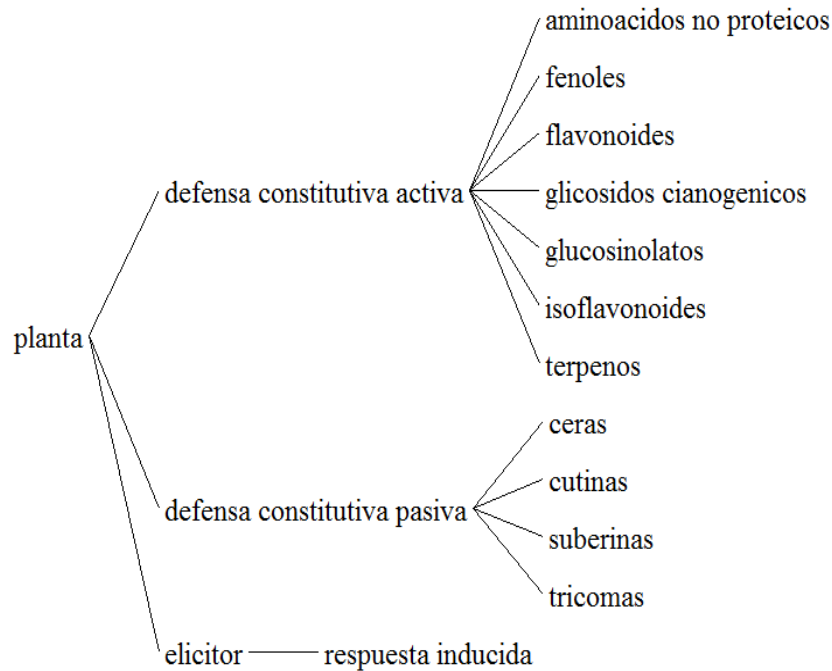 aminoacidos no proteicos
fenoles
flavonoides
defensa constitutiva activa
glicosidos cianogenicos
glucosinolatos
isoflavonoides
planta
terpenos
ceras
cutinas
defensa constitutiva pasiva
suberinas
tricomas
elicitor
respuesta inducida